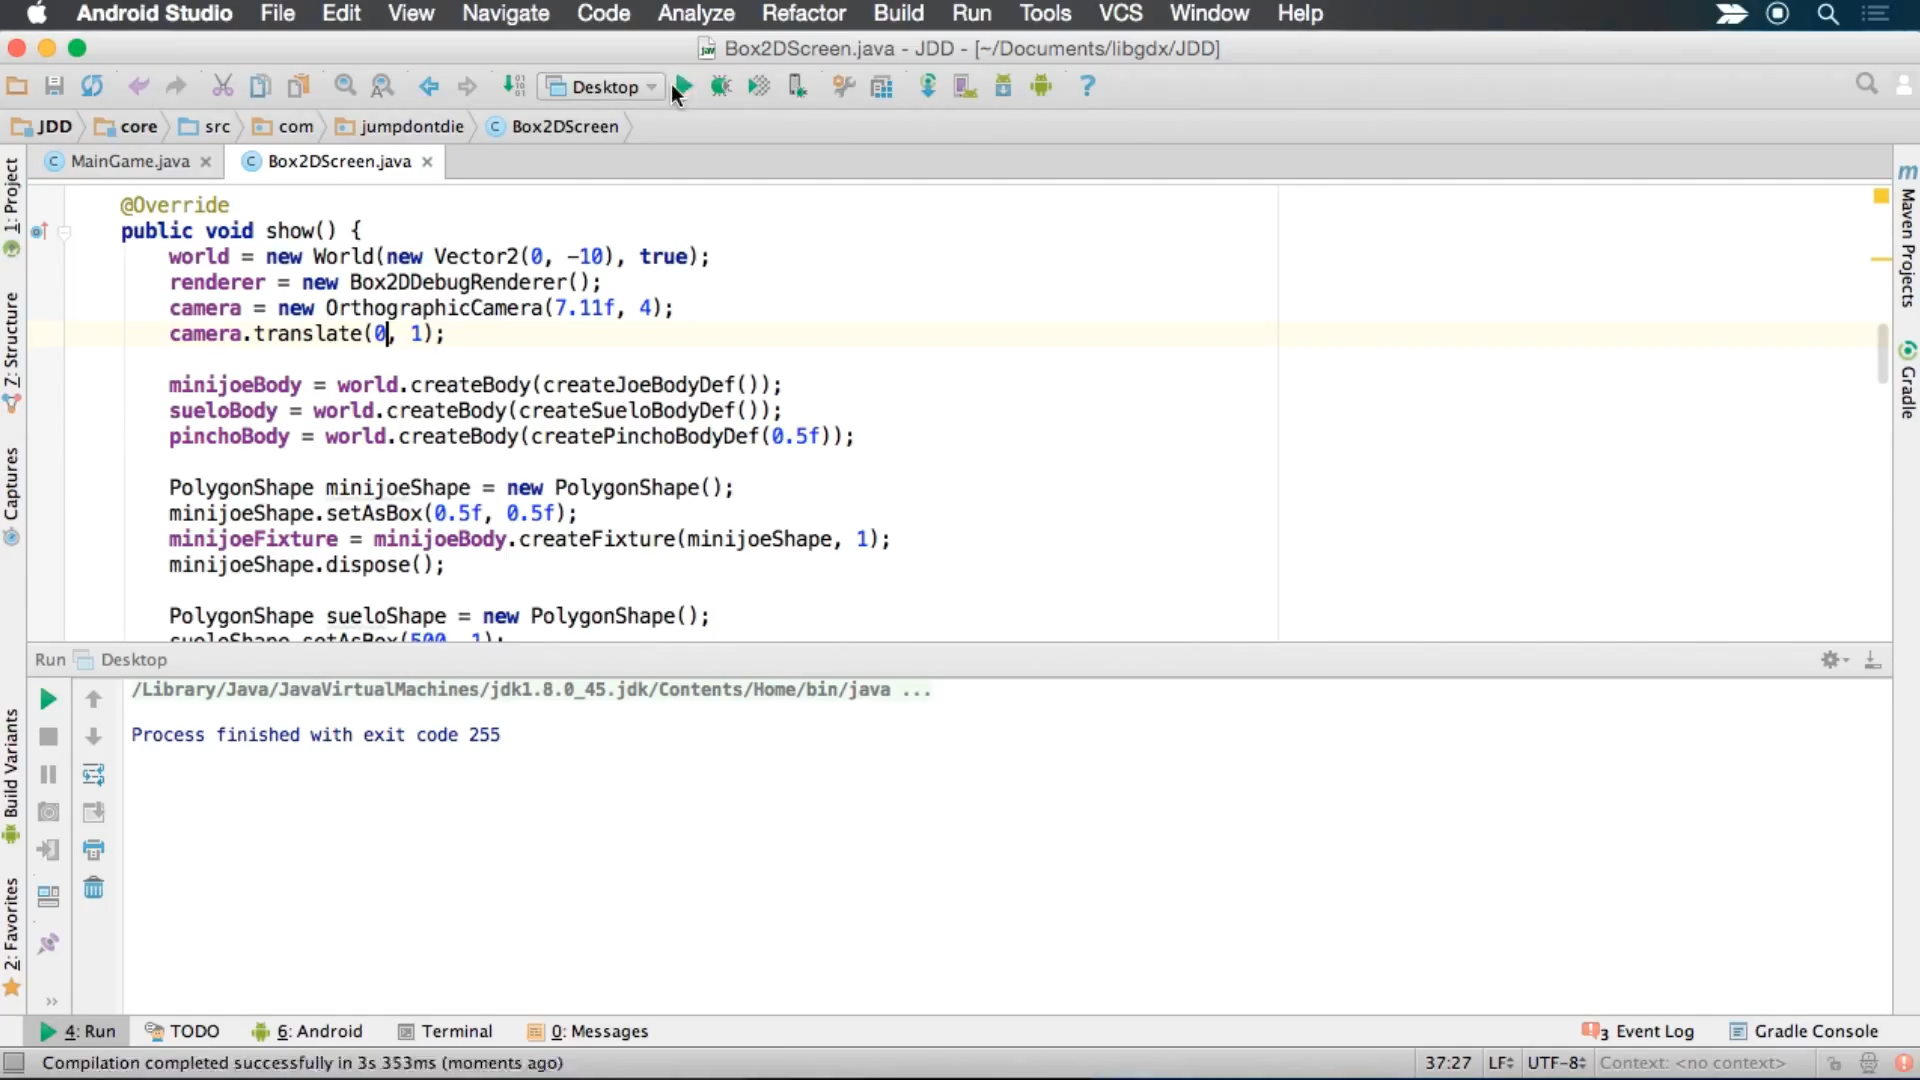 Android Studio File Edit View Navigate Code Analyze Refactor Build Run Tools VCS Window Help
Box2DScreen.java - JDD - [~/Documents/libgdx/JDD]
Desktop
JDD core src com jumpdontdie Box2DScreen
MainGame.java Box2DScreen.java
@Override
public void show() {
world = new World(new Vector2(0, -10), true);
renderer = new Box2DDebugRenderer();
camera = new OrthographicCamera(7.11f, 4);
camera.translate(0, 1);
minijoeBody = world.createBody(createJoeBodyDef());
sueloBody = world.createBody(createSueloBodyDef());
pinchoBody = world.createBody(createPinchoBodyDef(0.5f));
PolygonShape minijoeShape = new PolygonShape();
minijoeShape.setAsBox(0.5f, 0.5f);
minijoeFixture = minijoeBody.createFixture(minijoeShape, 1);
minijoeShape.dispose();
PolygonShape sueloShape = new PolygonShape();
sueloShape.setAsBox(500, 1);
1: Project
7: Structure
Captures
Build Variants
2: Favorites
Maven Projects
Gradle
Run Desktop
/Library/Java/JavaVirtualMachines/jdk1.8.0_45.jdk/Contents/Home/bin/java ...
Process finished with exit code 255
4: Run TODO 6: Android Terminal 0: Messages 3 Event Log Gradle Console
Compilation completed successfully in 3s 353ms (moments ago) 37:27 LF UTF-8 Context: <no context>